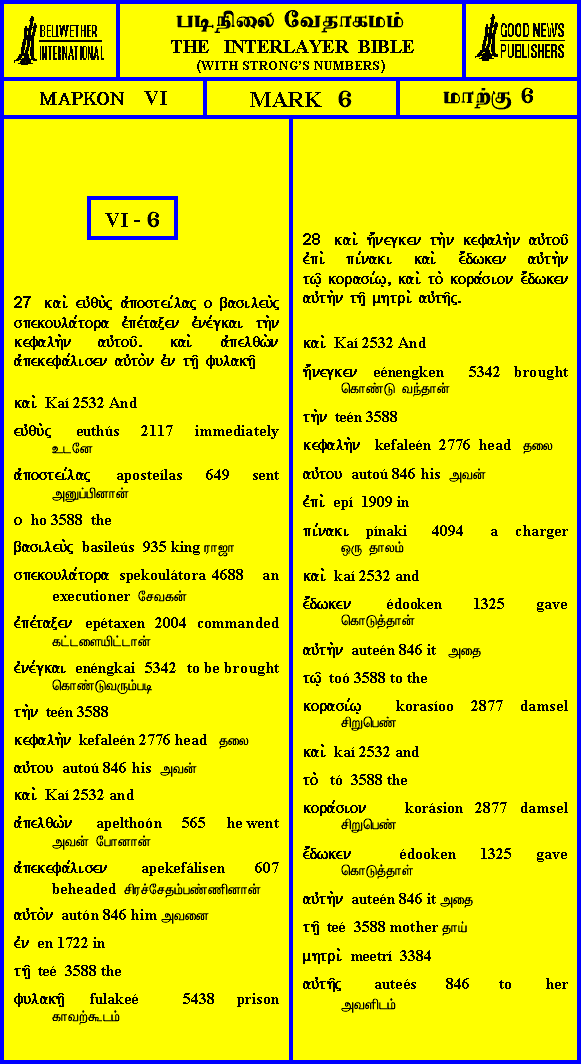 BELLWETHER
INTERNATIONAL
படிநிலை வேதாகமம்
THE INTERLAYER BIBLE
(WITH STRONG'S NUMBERS)
GOOD NEWS
PUBLISHERS
ΜΑΡΚΟΝ VI
MARK 6
மாற்கு 6
VI - 6
27 καὶ εὐθὺς ἀποστείλας ο βασιλεὺς
σπεκουλάτορα ἐπέταξεν ἐνέγκαι τὴν
κεφαλὴν αὐτοῦ. καὶ ἀπελθὼν
ἀπεκεφάλισεν αὐτὸν ἐν τῇ φυλακῇ
καὶ Kaí 2532 And
εὐθὺς euthús 2117 immediately
உடனே
ἀποστείλας aposteílas 649 sent
அனுப்பினான்
ο ho 3588 the
βασιλεὺς basileús 935 king ராஜா
σπεκουλάτορα spekoulátora 4688 an
executioner சேவகன்
ἐπέταξεν epétaxen 2004 commanded
கட்டளையிட்டான்
ἐνέγκαι enéngkai 5342 to be brought
கொண்டுவரும்படி
τὴν teén 3588
κεφαλὴν kefaleén 2776 head தலை
αὐτου autoú 846 his அவன்
καὶ Kaí 2532 and
ἀπελθὼν apelthoón 565 he went
அவன் போனான்
ἀπεκεφάλισεν apekefálisen 607
beheaded சிரச்சேதம்பண்ணினான்
αὐτὸν autón 846 him அவனை
ἐν en 1722 in
τῇ teé 3588 the
φυλακῇ fulakeé 5438 prison
காவற்கூடம்
28 καὶ ἤνεγκεν τὴν κεφαλὴν αὐτοῦ
ἐπὶ πίνακι καὶ ἔδωκεν αὐτὴν
τῷ κορασίῳ, καὶ τὸ κοράσιον ἔδωκεν
αὐτὴν τῇ μητρὶ αὐτῆς.
καὶ Kaí 2532 And
ἤνεγκεν eénengken 5342 brought
கொண்டு வந்தான்
τὴν teén 3588
κεφαλὴν kefaleén 2776 head தலை
αὐτου autoú 846 his அவன்
ἐπὶ epí 1909 in
πίνακι pínaki 4094 a charger
ஒரு தாலம்
καὶ kaí 2532 and
ἔδωκεν édooken 1325 gave
கொடுத்தான்
αὐτὴν auteén 846 it அதை
τῷ toó 3588 to the
κορασίῳ korasíoo 2877 damsel
சிறுபெண்
καὶ kaí 2532 and
τὸ tó 3588 the
κοράσιον korásion 2877 damsel
சிறுபெண்
ἔδωκεν édooken 1325 gave
கொடுத்தாள்
αὐτὴν auteén 846 it அதை
τῇ teé 3588 mother தாய்
μητρὶ meetrí 3384
αὐτῆς auteés 846 to her
அவளிடம்